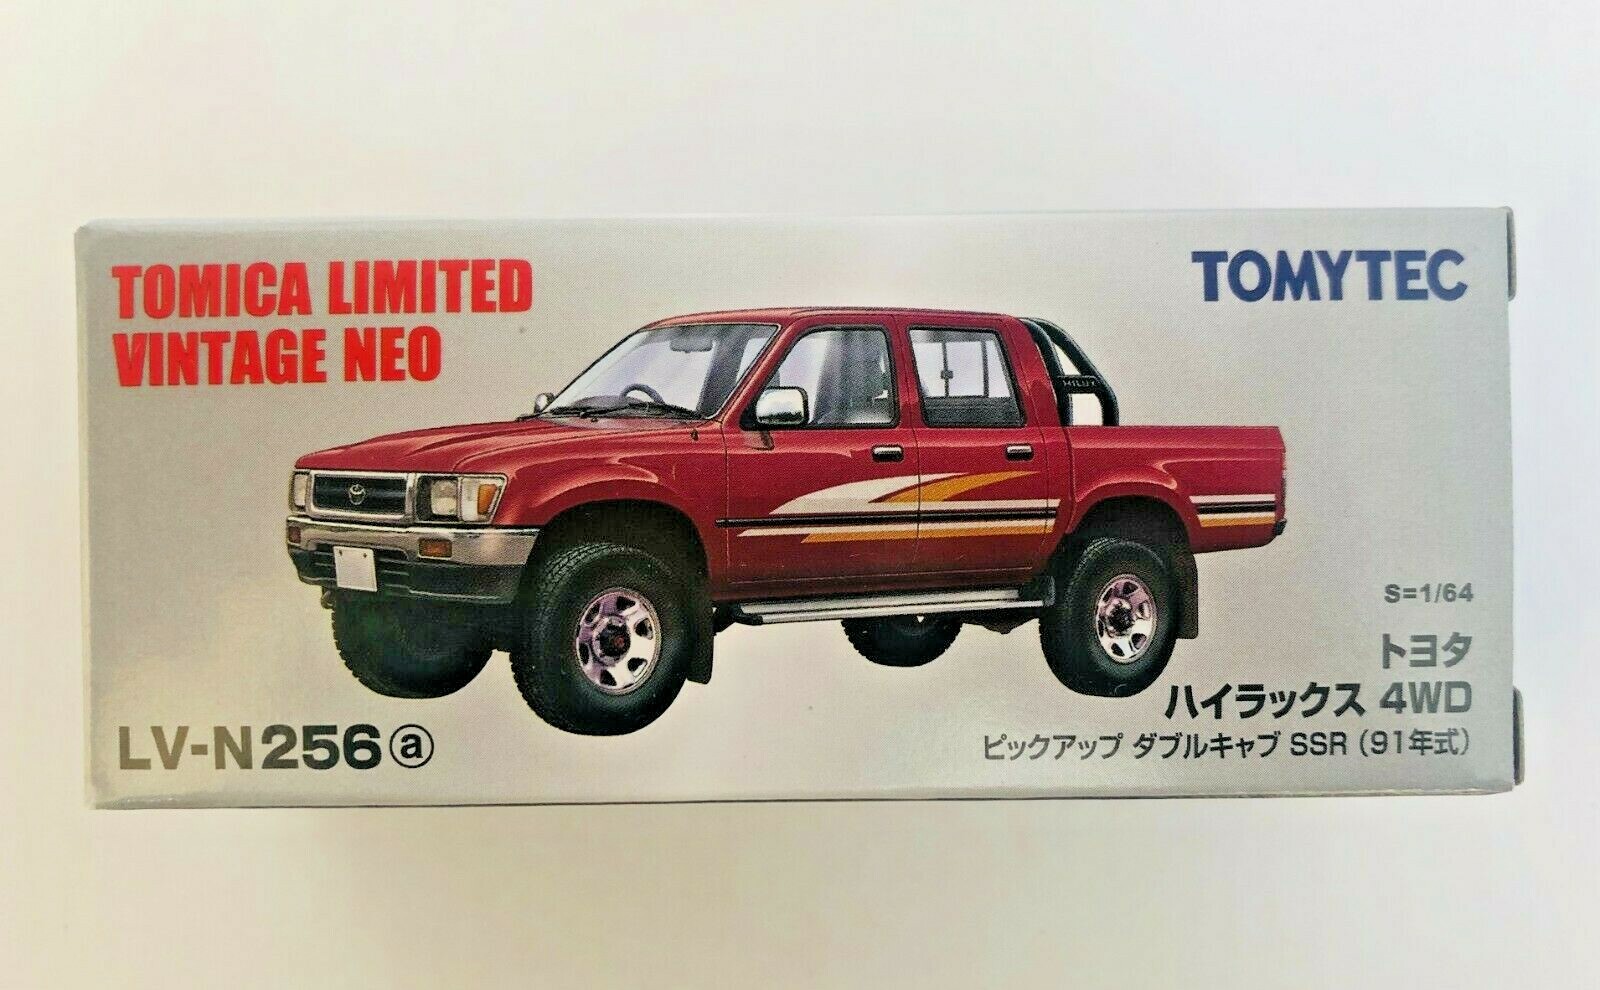 TOMICA LIMITED
VINTAGE NEO
TOMYTEC
HILUX
S=1/64
トヨタ
ハイラックス 4WD
ピックアップ ダブルキャブ SSR (91年式)
LV-N256ⓐ